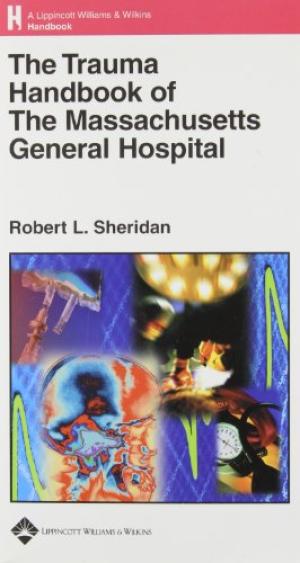 A Lippincott Williams & Wilkins
Handbook
The Trauma
Handbook of
The Massachusetts
General Hospital
Robert L. Sheridan
LIPPINCOTT WILLIAMS & WILKINS